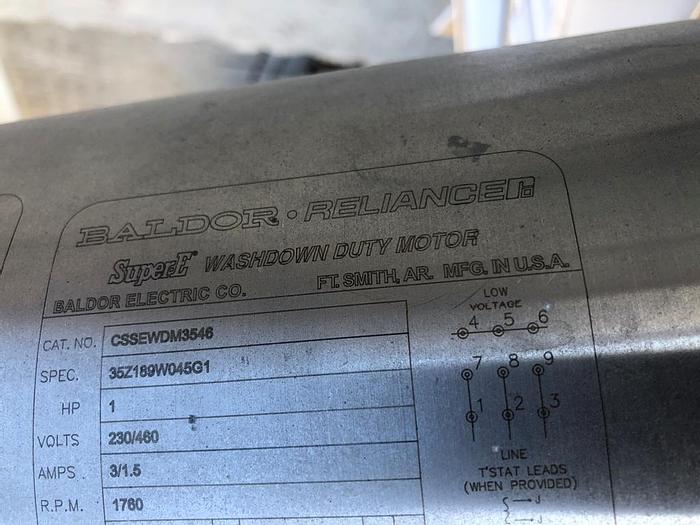 BALDOR • RELIANCER
SuperE WASHDOWN DUTY MOTOR
BALDOR ELECTRIC CO. FT. SMITH, AR. MFG. IN U.S.A.
CAT. NO. CSSEWDM3546
SPEC. 35Z189W045G1
HP 1
VOLTS 230/460
AMPS 3/1.5
R.P.M. 1760
LOW
VOLTAGE
4 5 6
7 8 9
1 2 3
LINE
T'STAT LEADS
(WHEN PROVIDED)
J
J